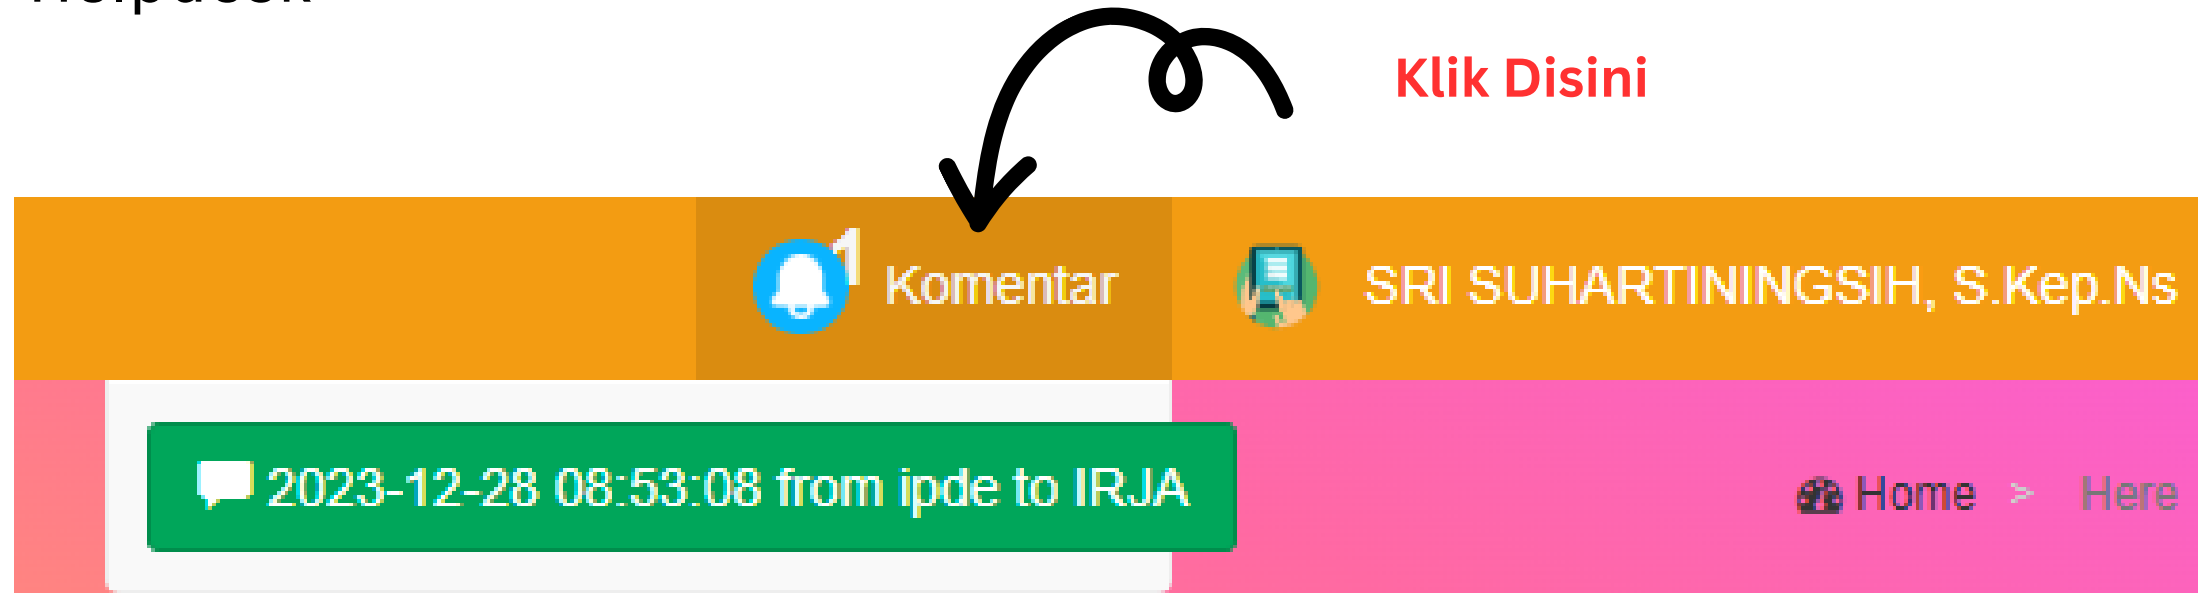 Klik Disini
1 Komentar
SRI SUHARTININGSIH, S.Kep.Ns
2023-12-28 08:53:08 from ipde to IRJA
Home > Here